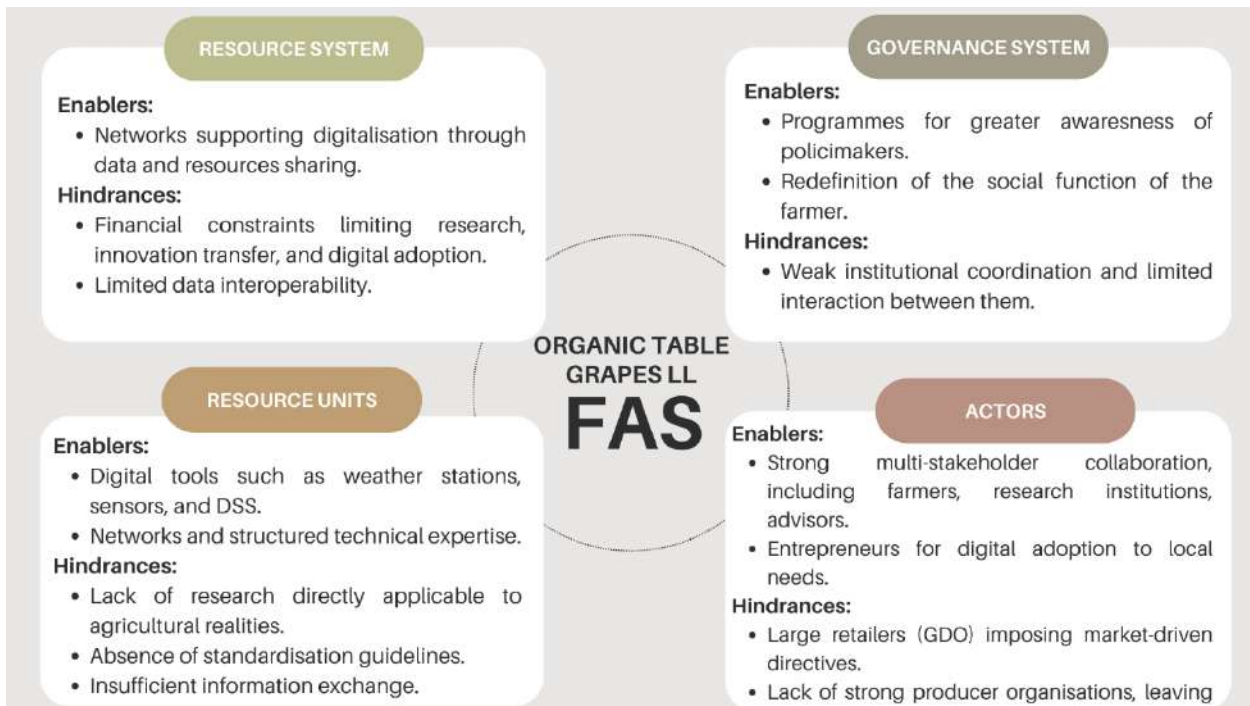 RESOURCE SYSTEM
Enablers:
• Networks supporting digitalisation through
data and resources sharing.
Hindrances:
• Financial constraints limiting research,
innovation transfer, and digital adoption.
• Limited data interoperability.
GOVERNANCE SYSTEM
Enablers:
• Programmes for greater awaresness of
policimakers.
• Redefinition of the social function of the
farmer.
Hindrances:
• Weak institutional coordination and limited
interaction between them.
ORGANIC TABLE
GRAPES LL
FAS
RESOURCE UNITS
Enablers:
• Digital tools such as weather stations,
sensors, and DSS.
• Networks and structured technical expertise.
Hindrances:
• Lack of research directly applicable to
agricultural realities.
• Absence of standardisation guidelines.
• Insufficient information exchange.
ACTORS
Enablers:
• Strong multi-stakeholder collaboration,
including farmers, research institutions,
advisors.
• Entrepreneurs for digital adoption to local
needs.
Hindrances:
• Large retailers (GDO) imposing market-driven
directives.
• Lack of strong producer organisations, leaving